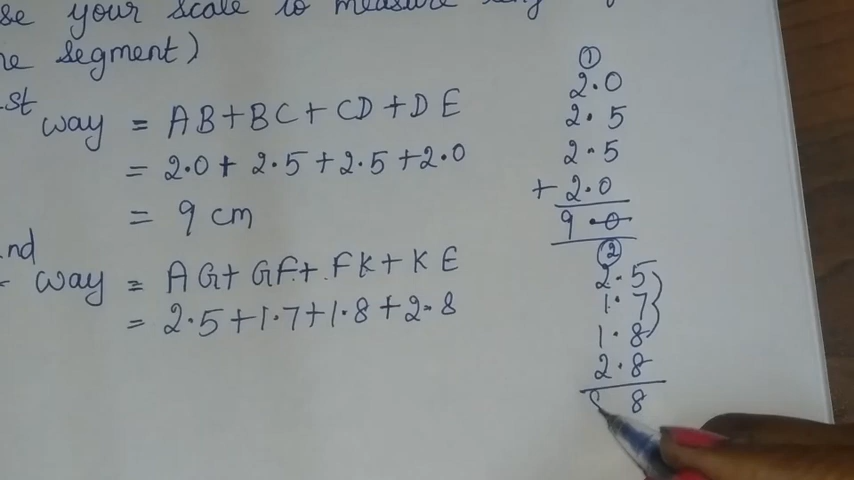 se your scale to measure
ne segment)
st way = AB+BC+CD+DE
= 2.0+2.5+2.5+2.0
= 9 cm
nd way = AG+GF+FK+KE
= 2.5+1.7+1.8+2.8
①
2.0
2.5
2.5
+2.0
9.0
②
2.5
1.7
1.8
2.8
8